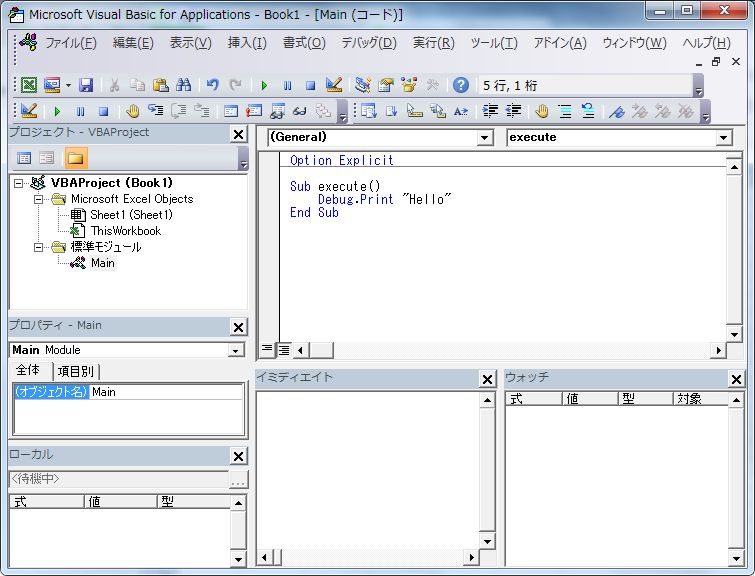 Microsoft Visual Basic for Applications - Book1 - [Main (コード)]
ファイル(F) 編集(E) 表示(V) 挿入(I) 書式(O) デバッグ(D) 実行(R) ツール(T) アドイン(A) ウィンドウ(W) ヘルプ(H)
5 行, 1 桁
プロジェクト - VBAProject
VBAProject (Book1)
Microsoft Excel Objects
Sheet1 (Sheet1)
ThisWorkbook
標準モジュール
Main
プロパティ - Main
Main Module
全体 項目別
(オブジェクト名) Main
ローカル
<待機中>
...
式 値 型
(General) execute
Option Explicit
Sub execute()
Debug.Print "Hello"
End Sub
イミディエイト
ウォッチ
式 値 型 対象